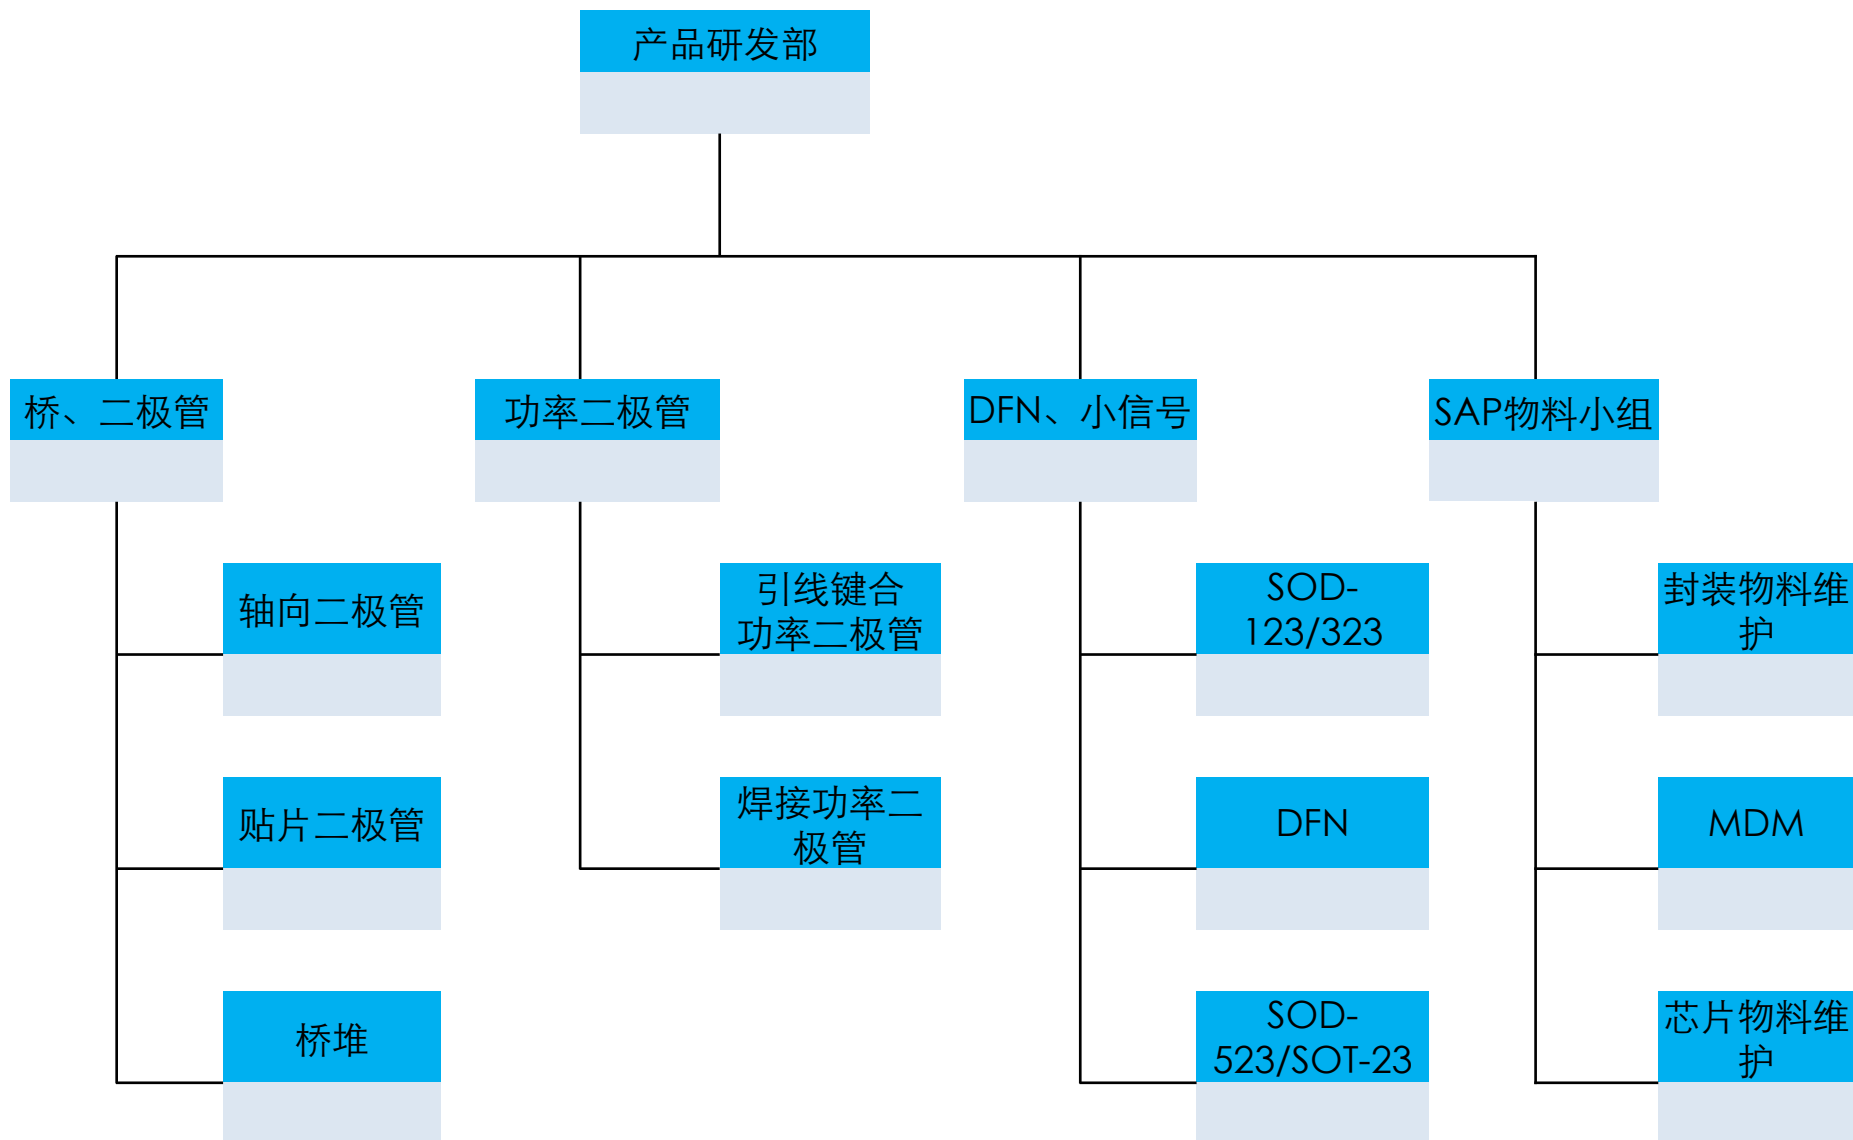 产品研发部
桥、二极管
功率二极管
DFN、小信号
SAP物料小组
轴向二极管
引线键合
功率二极管
SOD-
123/323
封装物料维
护
贴片二极管
焊接功率二
极管
DFN
MDM
桥堆
SOD-
523/SOT-23
芯片物料维
护